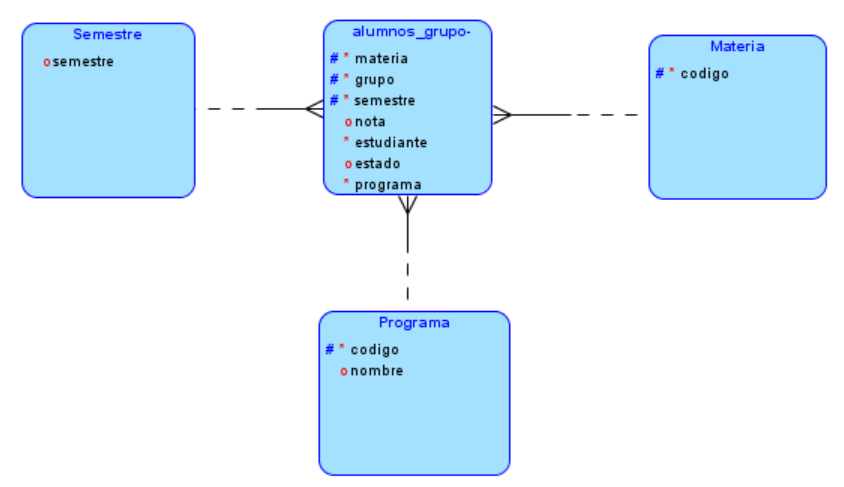 Semestre
o semestre
alumnos_grupo-
# * materia
# * grupo
# * semestre
o nota
* estudiante
o estado
* programa
Materia
# * codigo
Programa
# * codigo
o nombre